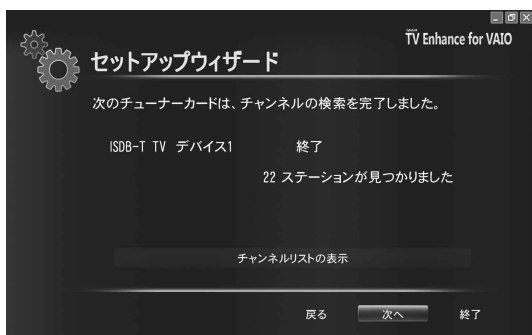 TV Enhance for VAIO
セットアップウィザード
次のチューナーカードは、チャンネルの検索を完了しました。
ISDB-T TV デバイス1 終了
22 ステーションが見つかりました
チャンネルリストの表示
戻る 次へ 終了